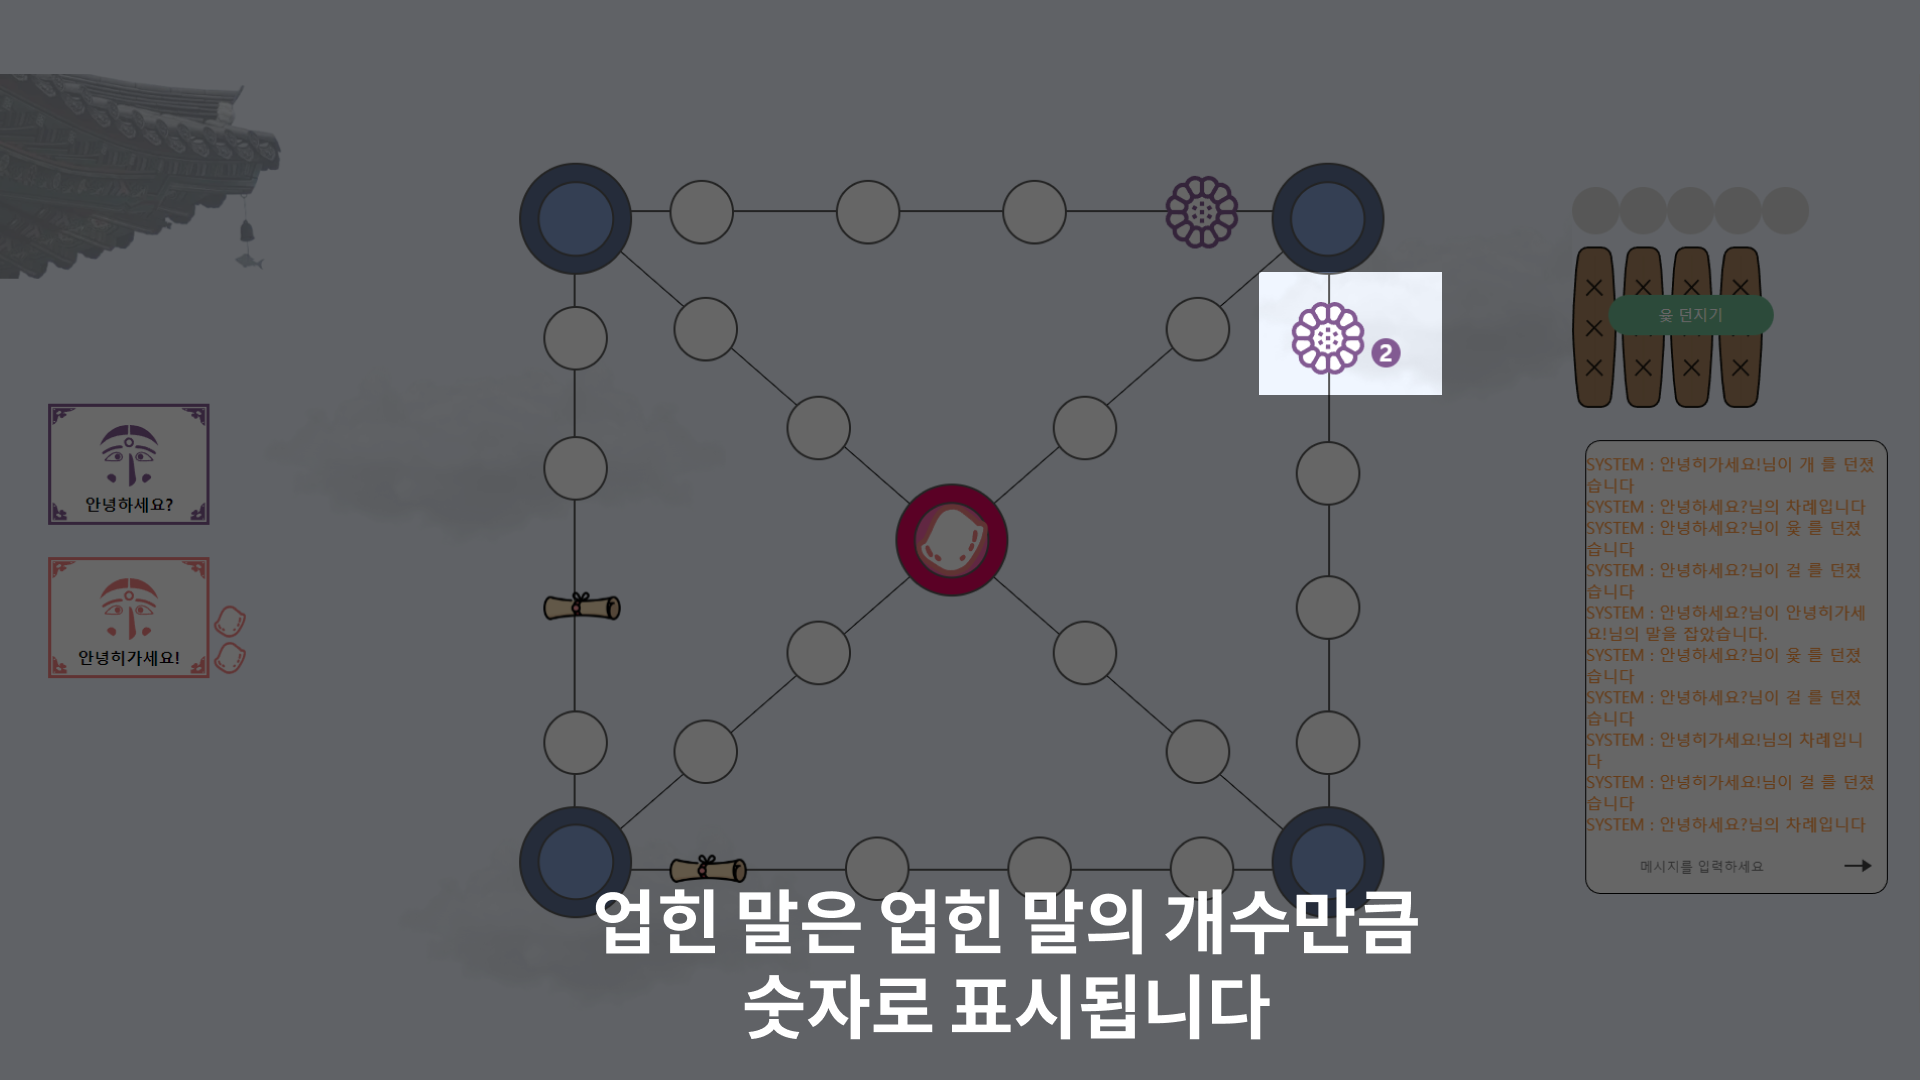 안녕하세요?
안녕히가세요!
2
윷 던지기
SYSTEM : 안녕히가세요!님이 개 를 던졌
습니다
SYSTEM : 안녕하세요?님의 차례입니다
SYSTEM : 안녕하세요?님이 윷 를 던졌
습니다
SYSTEM : 안녕하세요?님이 걸 를 던졌
습니다
SYSTEM : 안녕하세요?님이 안녕히가세
요!님의 말을 잡았습니다.
SYSTEM : 안녕하세요?님이 윷 를 던졌
습니다
SYSTEM : 안녕하세요?님이 걸 를 던졌
습니다
SYSTEM : 안녕히가세요!님의 차례입니
다
SYSTEM : 안녕히가세요!님이 걸 를 던졌
습니다
SYSTEM : 안녕하세요?님의 차례입니다
메시지를 입력하세요
업힌 말은 업힌 말의 개수만큼
숫자로 표시됩니다